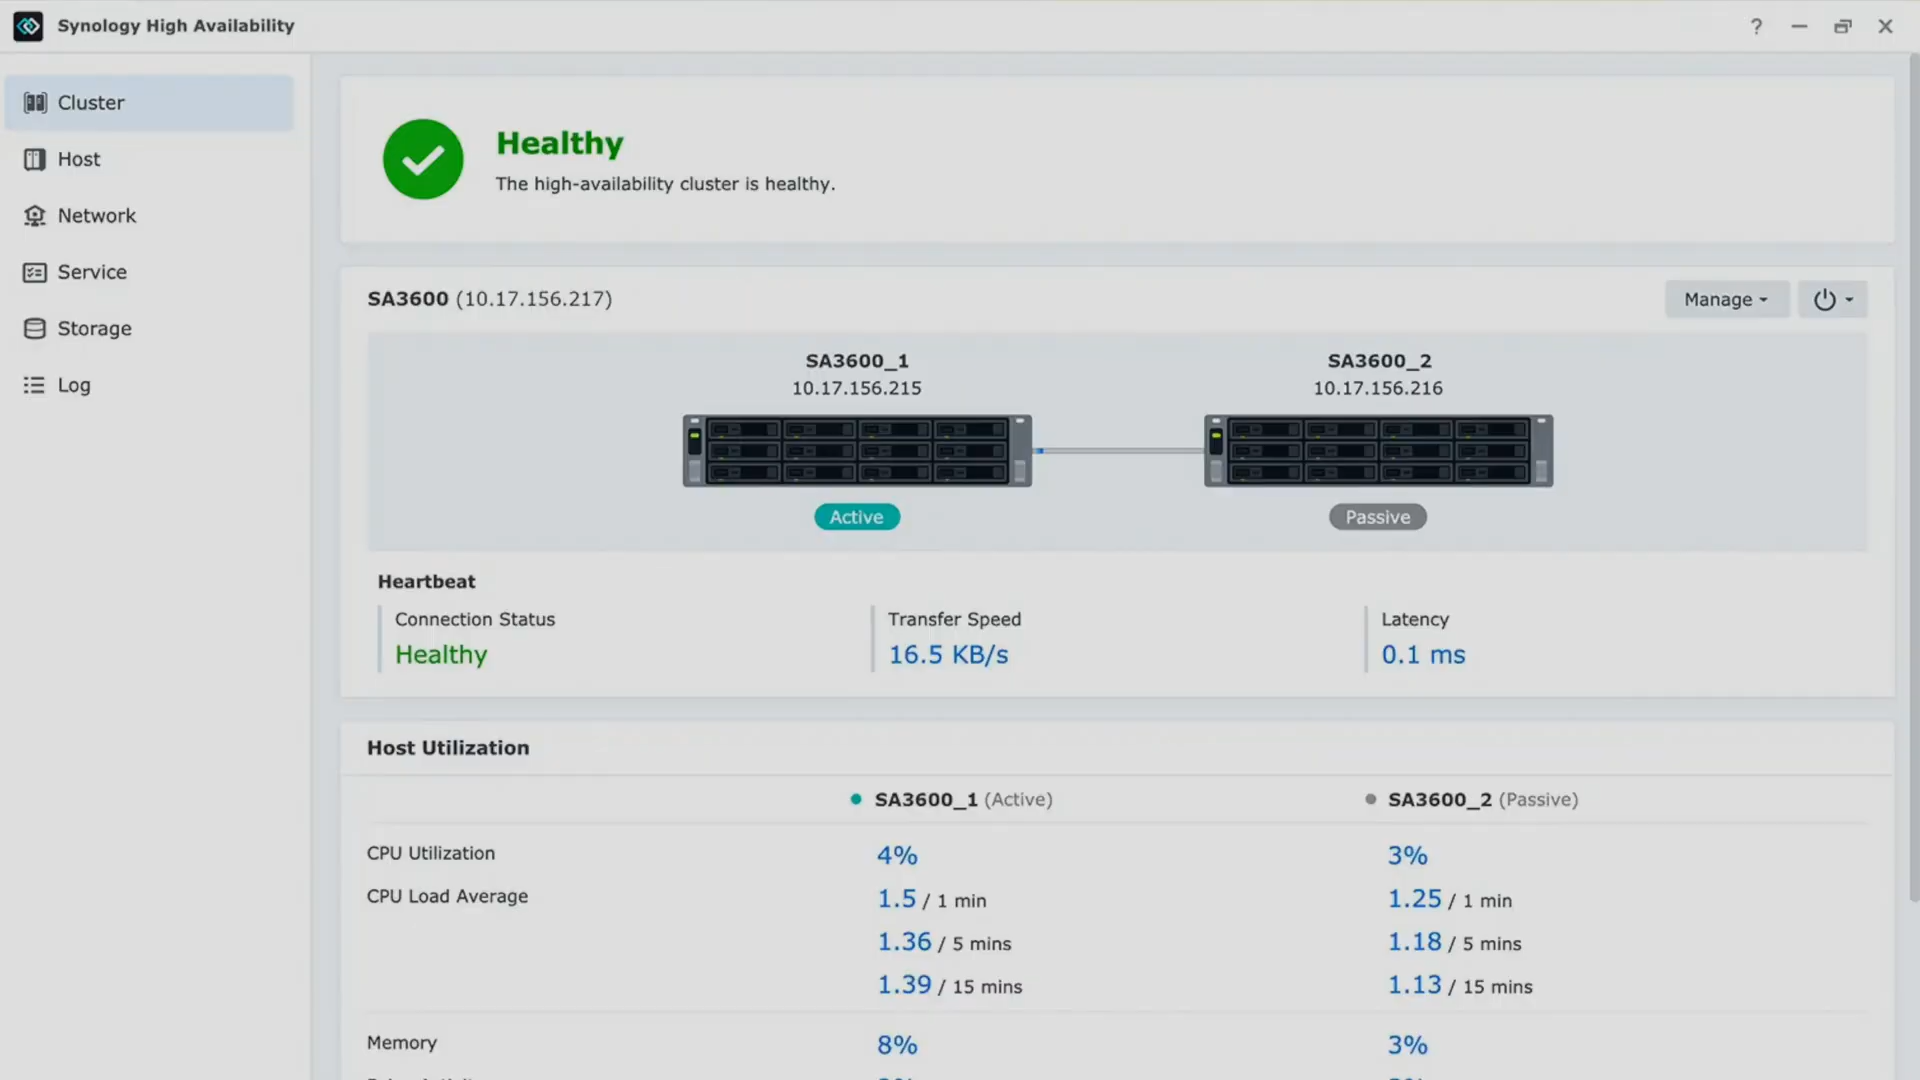 Synology High Availability
?
Cluster
Host
Network
Service
Storage
Log
Healthy
The high-availability cluster is healthy.
SA3600 (10.17.156.217)
Manage
SA3600_1
10.17.156.215
Active
SA3600_2
10.17.156.216
Passive
Heartbeat
Connection Status
Healthy
Transfer Speed
16.5 KB/s
Latency
0.1 ms
Host Utilization
SA3600_1 (Active)
SA3600_2 (Passive)
CPU Utilization
4%
3%
CPU Load Average
1.5 / 1 min
1.25 / 1 min
1.36 / 5 mins
1.18 / 5 mins
1.39 / 15 mins
1.13 / 15 mins
Memory
8%
3%